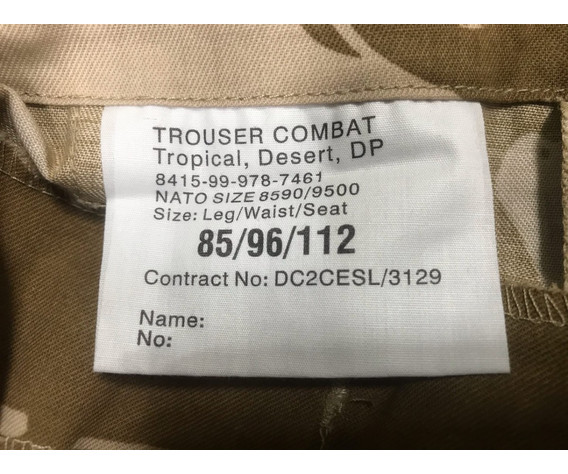 TROUSER COMBAT
Tropical, Desert, DP
8415-99-978-7461
NATO SIZE 8590/9500
Size: Leg/Waist/Seat
85/96/112
Contract No: DC2CESL/3129
Name:
No: